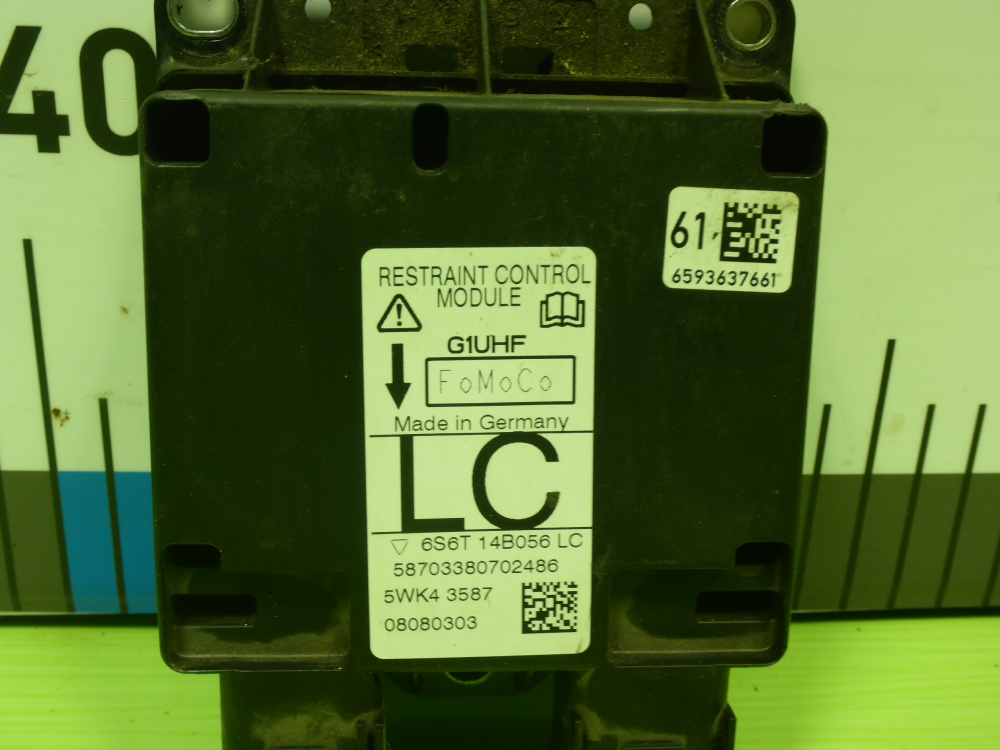 40
61
6593637661
RESTRAINT CONTROL
MODULE
G1UHF
FoMoCo
Made in Germany
LC
6S6T 14B056 LC
58703380702486
5WK4 3587
08080303